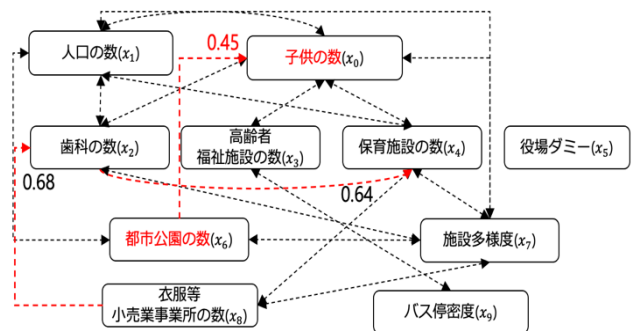 0.45
人口の数(x₁)
子供の数(x₀)
歯科の数(x₂)
高齢者
福祉施設の数(x₃)
保育施設の数(x₄)
役場ダミー(x₅)
0.68
0.64
都市公園の数(x₆)
施設多様度(x₇)
衣服等
小売業事業所の数(x₈)
バス停密度(x₉)